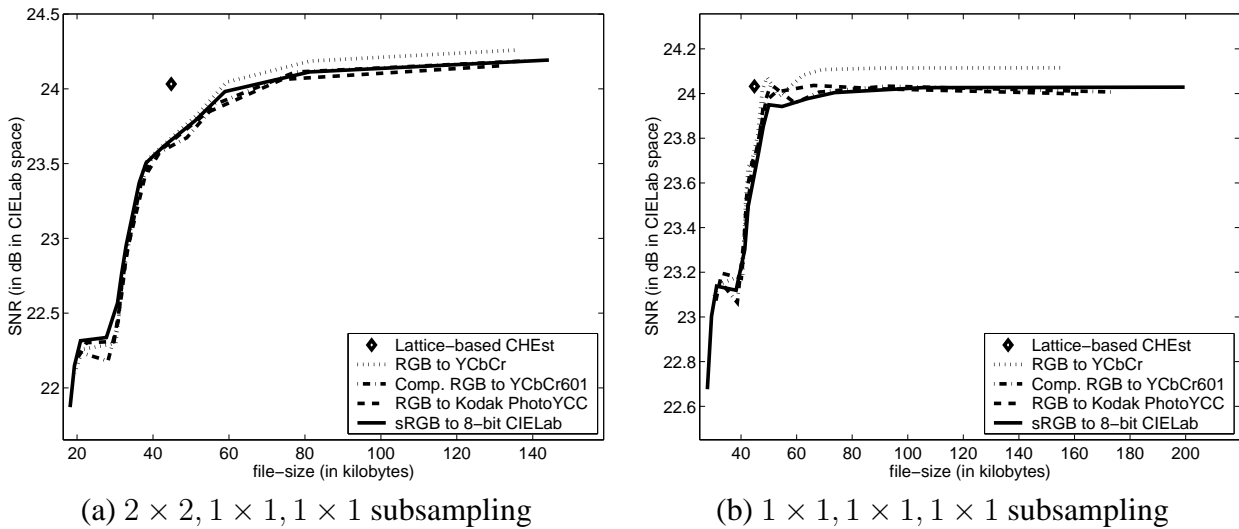 24.5
24
23.5
23
22.5
22
SNR (in dB in CIELab space)
20 40 60 80 100 120 140
file−size (in kilobytes)
Lattice−based CHEst
RGB to YCbCr
Comp. RGB to YCbCr601
RGB to Kodak PhotoYCC
sRGB to 8−bit CIELab
(a) 2 × 2, 1 × 1, 1 × 1 subsampling
24.2
24
23.8
23.6
23.4
23.2
23
22.8
22.6
SNR (in dB in CIELab space)
40 60 80 100 120 140 160 180 200
file−size (in kilobytes)
Lattice−based CHEst
RGB to YCbCr
Comp. RGB to YCbCr601
RGB to Kodak PhotoYCC
sRGB to 8−bit CIELab
(b) 1 × 1, 1 × 1, 1 × 1 subsampling